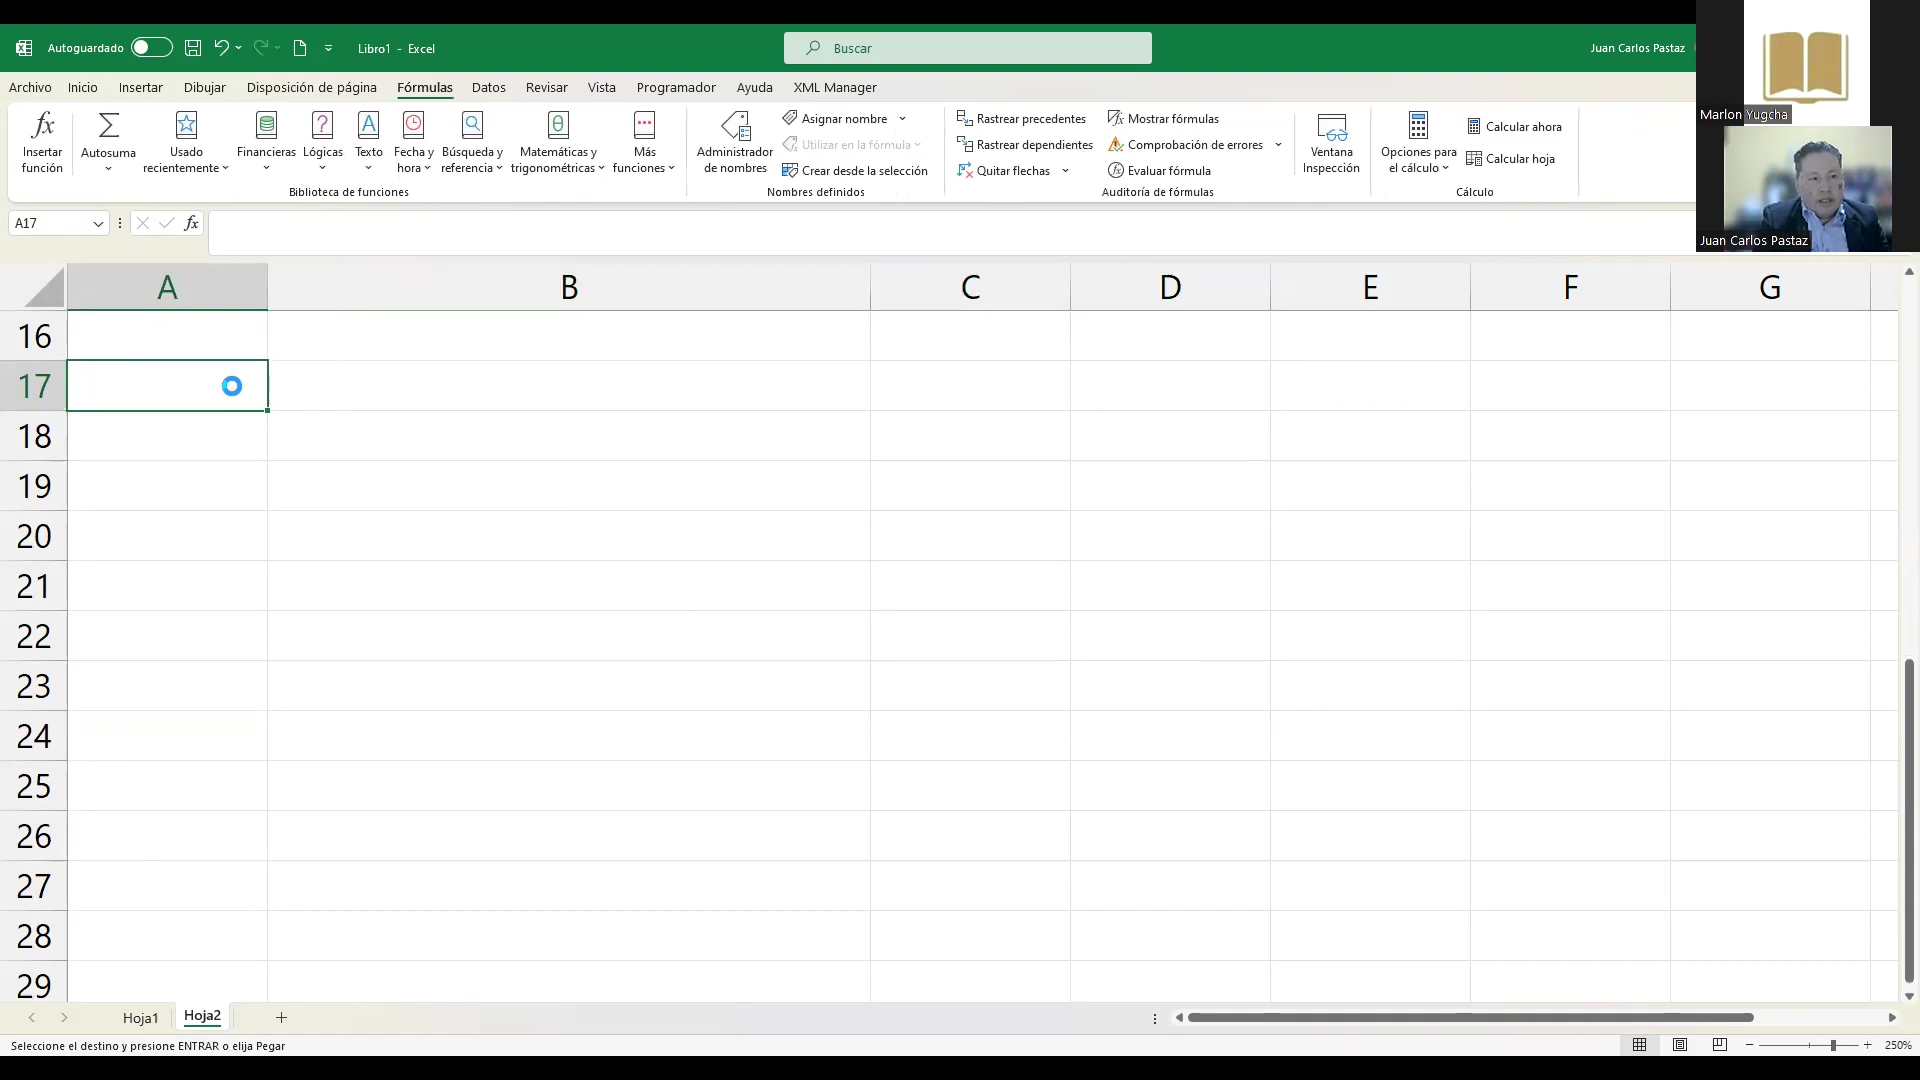 Autoguardado
Libro1 - Excel
Buscar
Juan Carlos Pastaz
Marlon Yugcha
Juan Carlos Pastaz
Archivo Inicio Insertar Dibujar Disposición de página Fórmulas Datos Revisar Vista Programador Ayuda XML Manager
Insertar función
Autosuma
Usado recientemente
Financieras
Lógicas
Texto
Fecha y hora
Búsqueda y referencia
Matemáticas y trigonométricas
Más funciones
Biblioteca de funciones
Administrador de nombres
Asignar nombre
Utilizar en la fórmula
Crear desde la selección
Nombres definidos
Rastrear precedentes
Rastrear dependientes
Quitar flechas
Mostrar fórmulas
Comprobación de errores
Evaluar fórmula
Auditoría de fórmulas
Ventana Inspección
Opciones para el cálculo
Calcular ahora
Calcular hoja
Cálculo
A17
fx
A B C D E F G
16
17
18
19
20
21
22
23
24
25
26
27
28
29
Hoja1 Hoja2
Seleccione el destino y presione ENTRAR o elija Pegar
250%